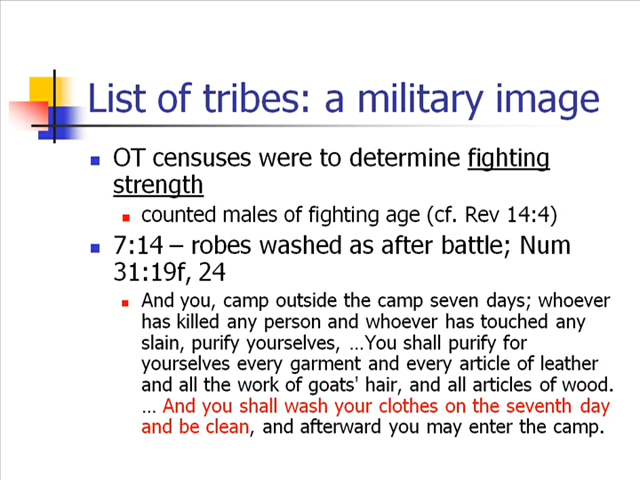 List of tribes: a military image
OT censuses were to determine fighting
strength
counted males of fighting age (cf. Rev 14:4)
7:14 – robes washed as after battle; Num
31:19f, 24
And you, camp outside the camp seven days; whoever
has killed any person and whoever has touched any
slain, purify yourselves, …You shall purify for
yourselves every garment and every article of leather
and all the work of goats' hair, and all articles of wood.
… And you shall wash your clothes on the seventh day
and be clean, and afterward you may enter the camp.